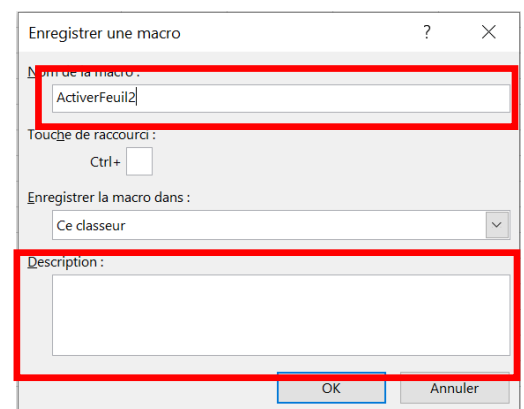 Enregistrer une macro ? ×
Nom de la macro :
ActiverFeuil2
Touche de raccourci :
Ctrl+
Enregistrer la macro dans :
Ce classeur
Description :
OK Annuler